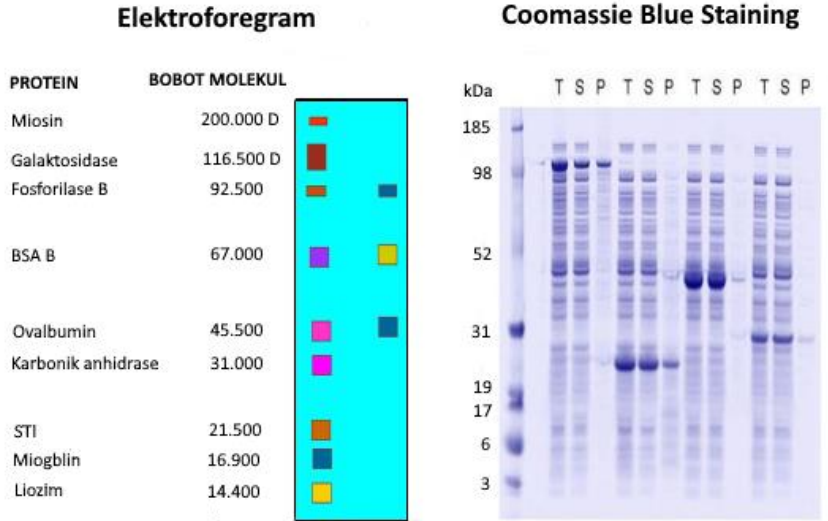 Elektroforegram
PROTEIN BOBOT MOLEKUL
Miosin 200.000 D
Galaktosidase 116.500 D
Fosforilase B 92.500
BSA B 67.000
Ovalbumin 45.500
Karbonik anhidrase 31.000
STI 21.500
Miogblin 16.900
Liozim 14.400
Coomassie Blue Staining
kDa T S P T S P T S P T S P
185
98
52
31
19
17
6
3